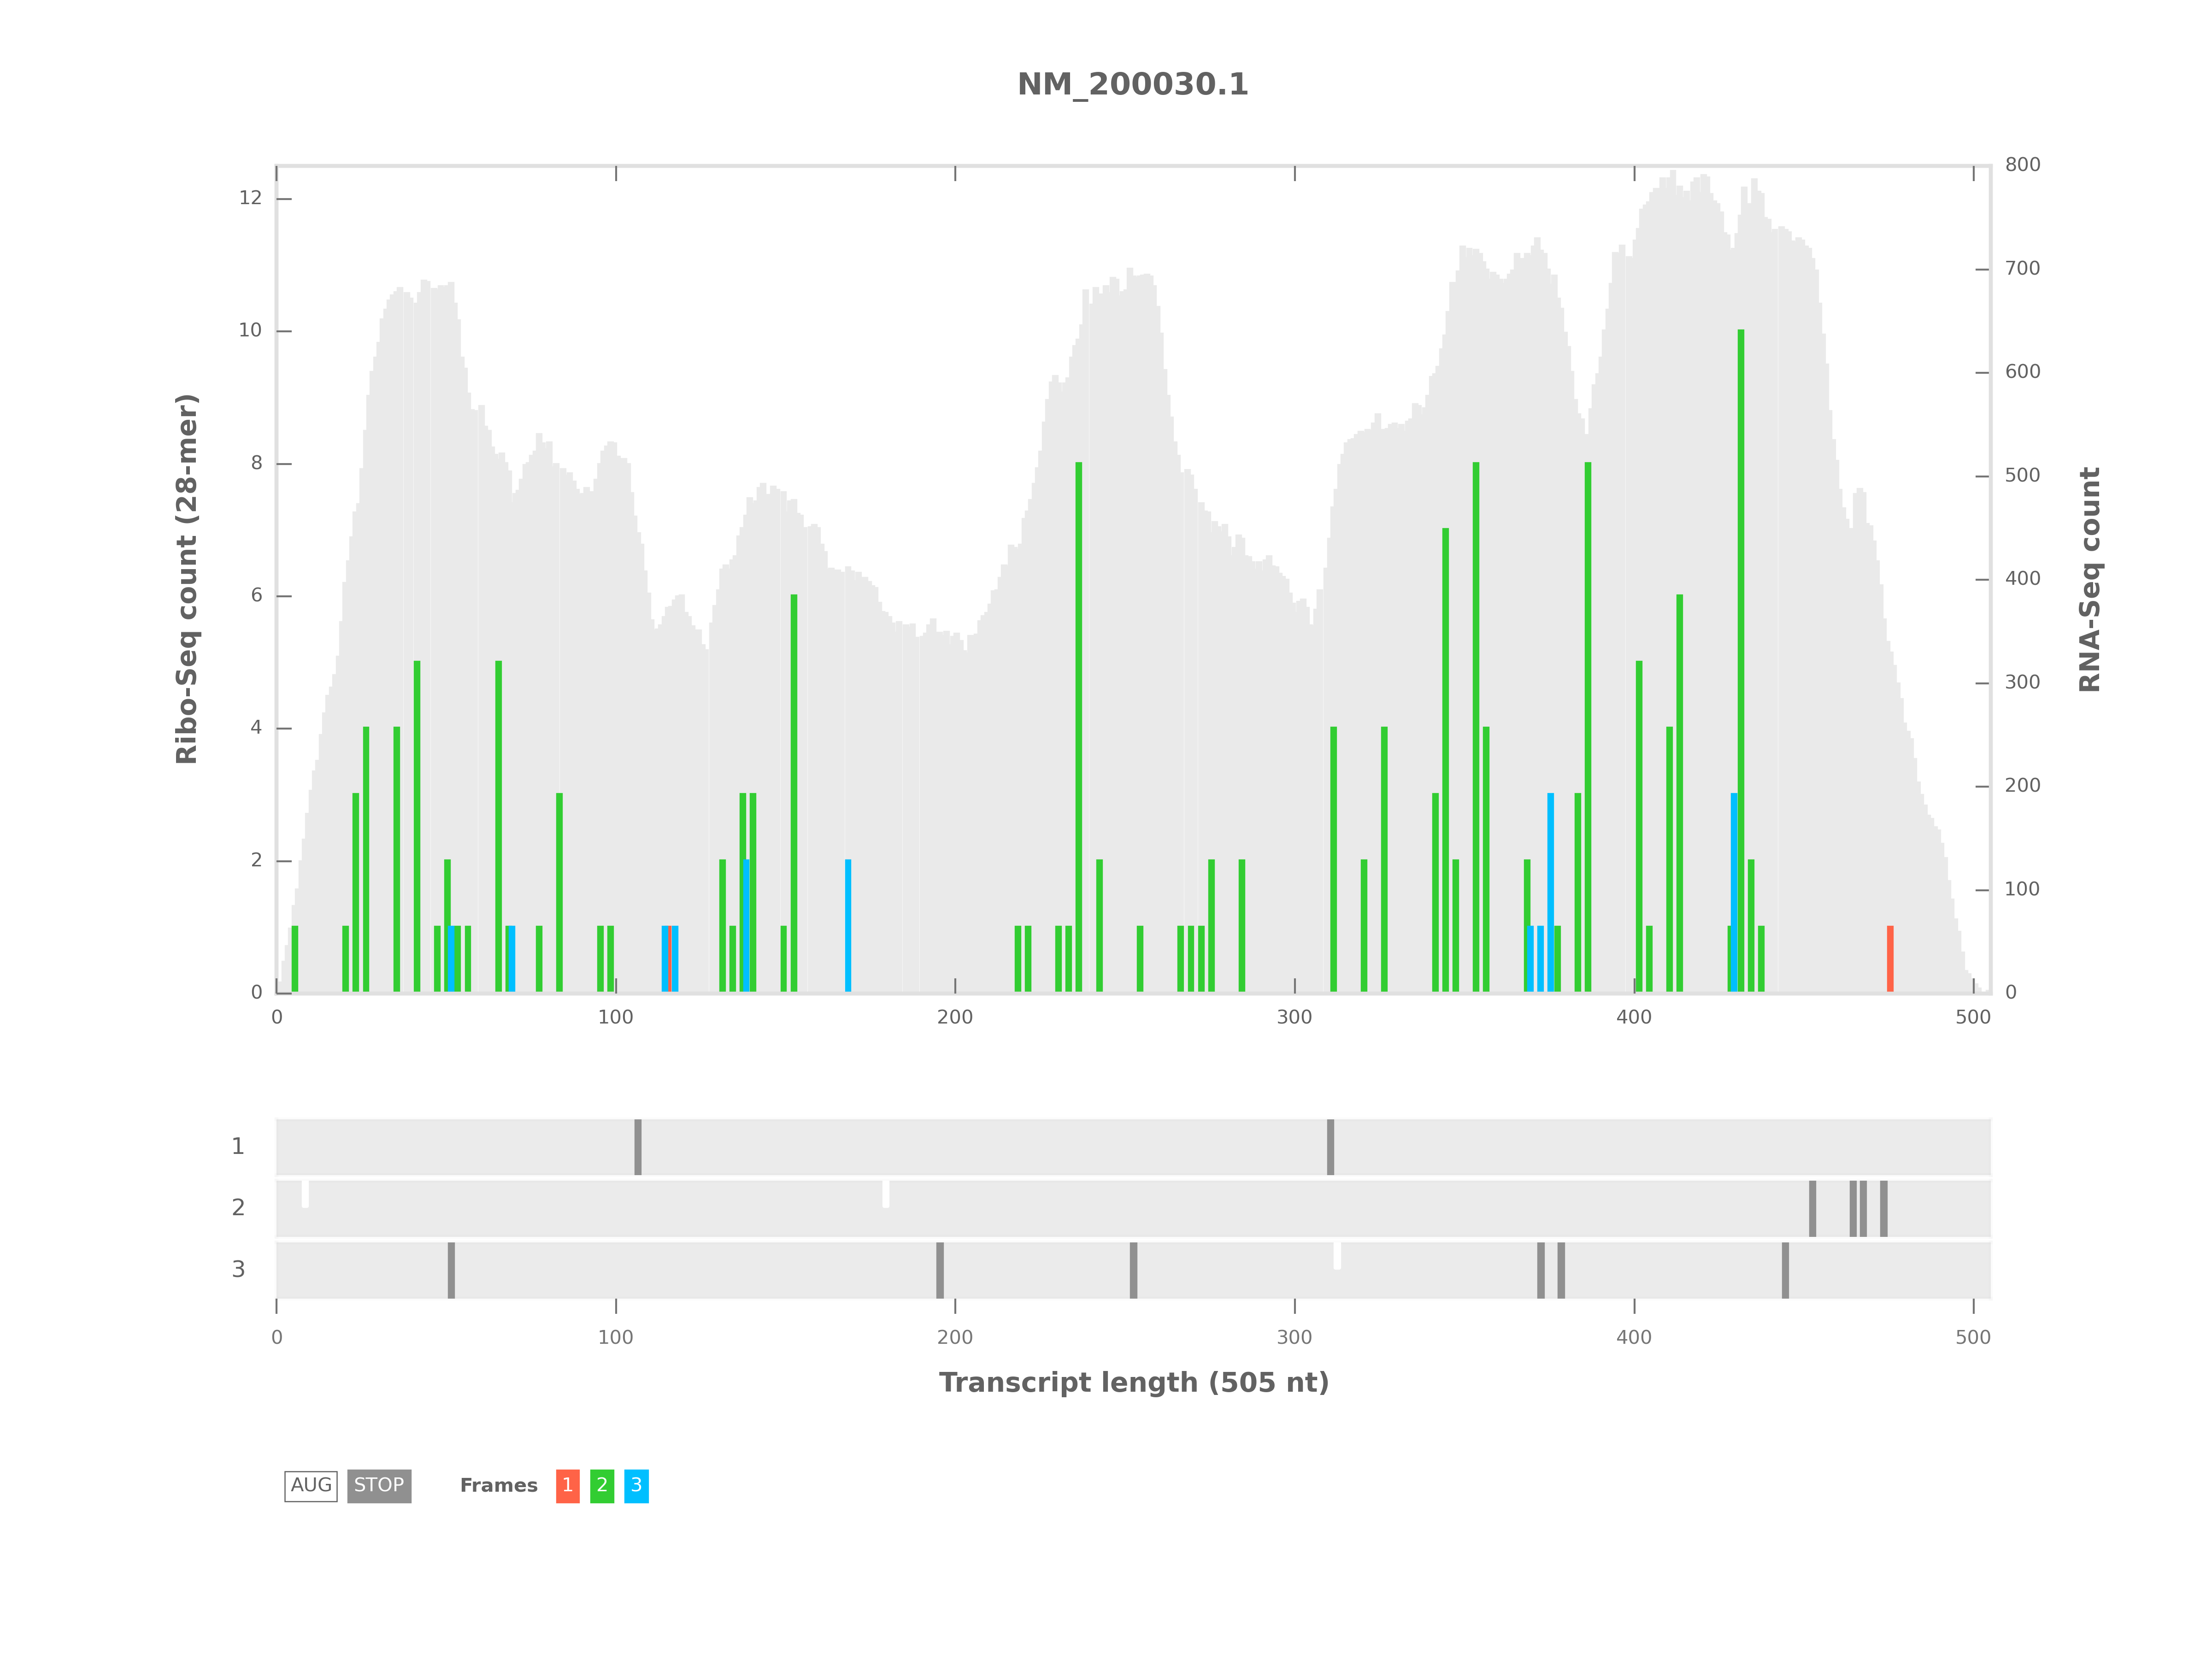 NM_200030.1
800
12
700
10
600
8
500
6
400
300
4
200
2
100
0
0
Ribo-Seq count (28-mer)
RNA-Seq count
0 100 200 300 400 500
1
2
3
0 100 200 300 400 500
Transcript length (505 nt)
AUG STOP Frames 1 2 3